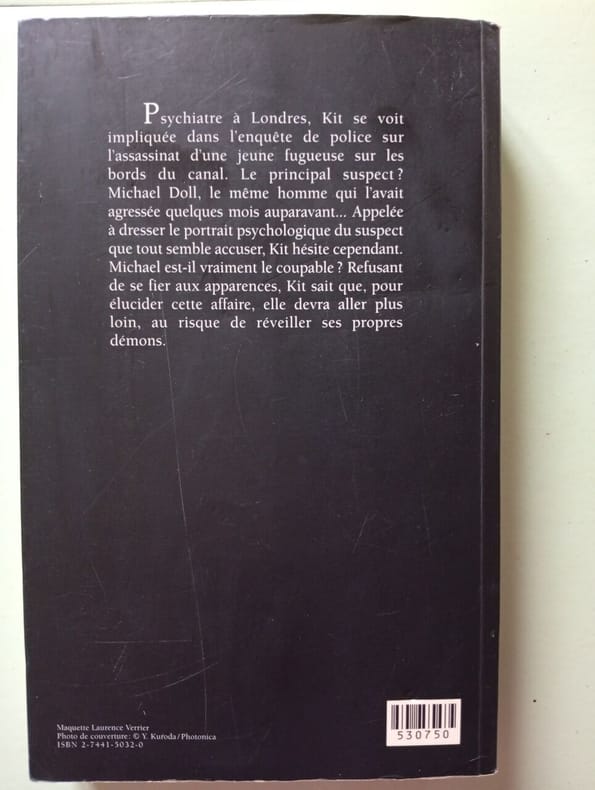 Psychiatre à Londres, Kit se voit
impliquée dans l'enquête de police sur
l'assassinat d'une jeune fugueuse sur les
bords du canal. Le principal suspect ?
Michael Doll, le même homme qui l'avait
agressée quelques mois auparavant... Appelée
à dresser le portrait psychologique du suspect
que tout semble accuser, Kit hésite cependant.
Michael est-il vraiment le coupable ? Refusant
de se fier aux apparences, Kit sait que, pour
élucider cette affaire, elle devra aller plus
loin, au risque de réveiller ses propres
démons.
Maquette Laurence Verrier
Photo de couverture : © Y. Kuroda / Photonica
ISBN 2-7441-5032-0
530750